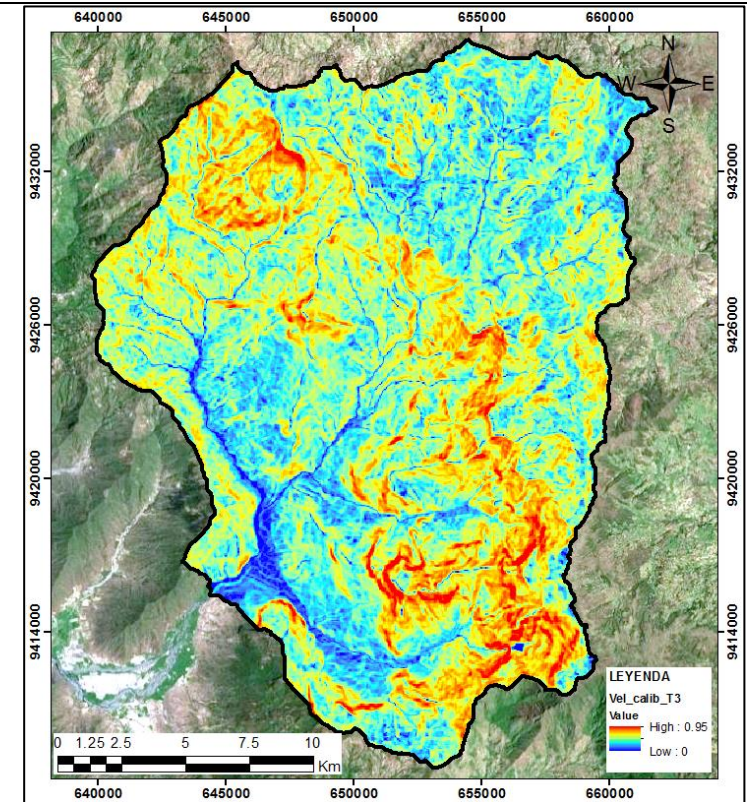 640000 645000 650000 655000 660000
N
W E
S
9432000 9432000
9426000 9426000
9420000 9420000
9414000 9414000
LEYENDA
Vel_calib_T3
Value
High : 0.95
Low : 0
0 1.25 2.5 5 7.5 10
Km
640000 645000 650000 655000 660000